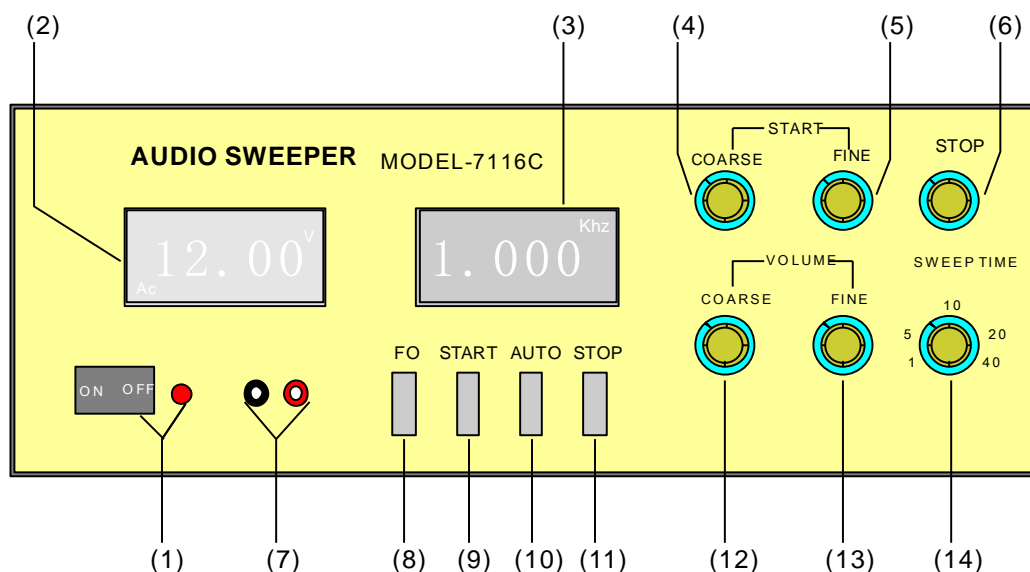 (2) (3) (4) (5) (6)
START
AUDIO SWEEPER MODEL-7116C
COARSE FINE STOP
12.00 V
Ac
1.000 Khz
VOLUME SWEEP TIME
COARSE FINE
10
5 20
1 40
FO START AUTO STOP
ON OFF
(1) (7) (8) (9) (10) (11) (12) (13) (14)